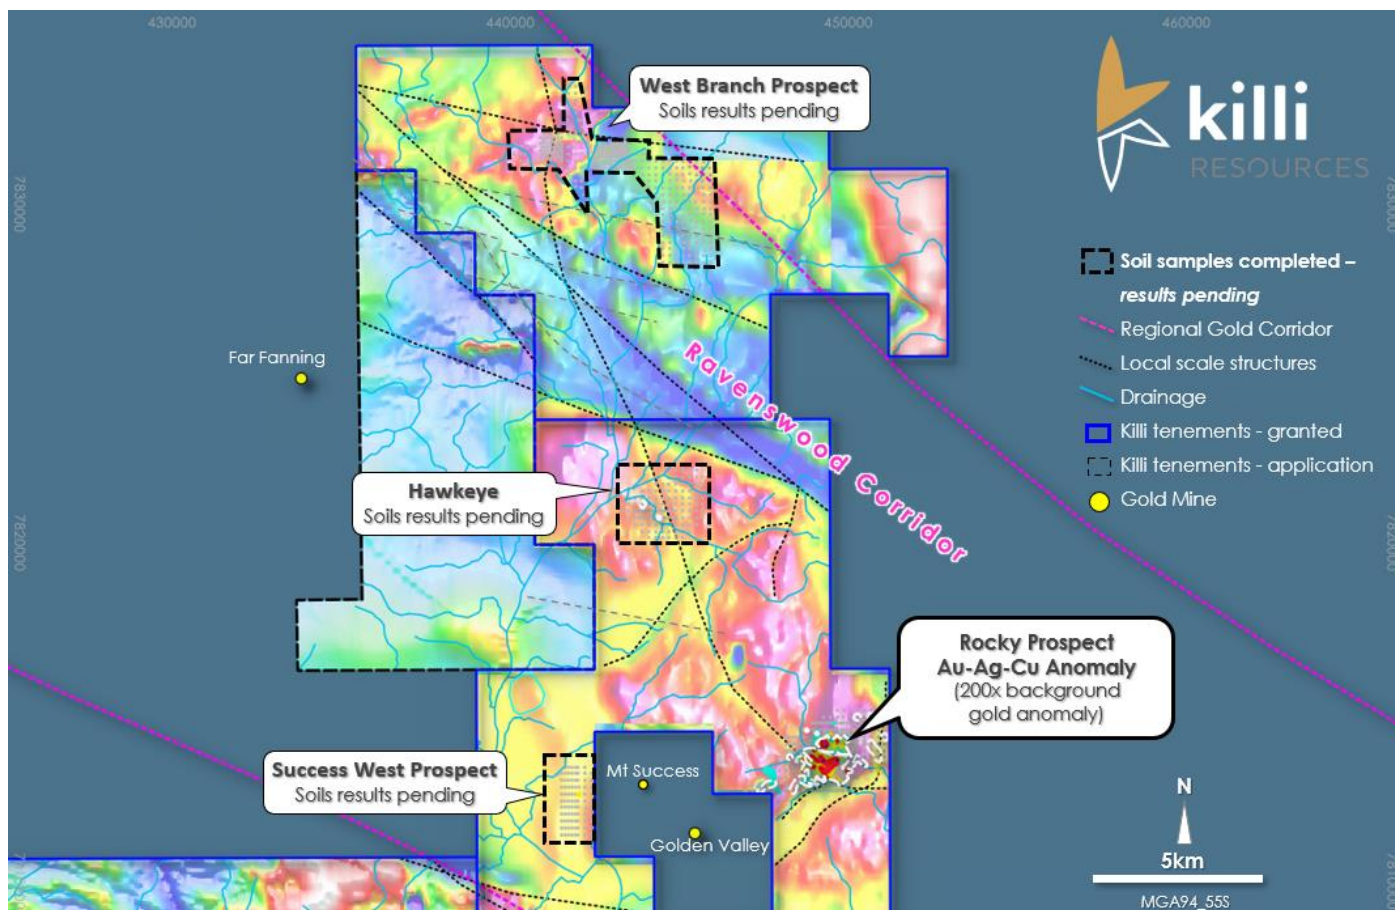 430000
440000
450000
460000
West Branch Prospect
Soils results pending
killi
RESOURCES
7830000
Soil samples completed –
results pending
Regional Gold Corridor
Local scale structures
Drainage
Killi tenements - granted
Killi tenements - application
Gold Mine
Far Fanning
Ravenswood Corridor
Hawkeye
Soils results pending
7820000
Rocky Prospect
Au-Ag-Cu Anomaly
(200x background
gold anomaly)
Success West Prospect
Soils results pending
Mt Success
Golden Valley
N
5km
MGA94_55S